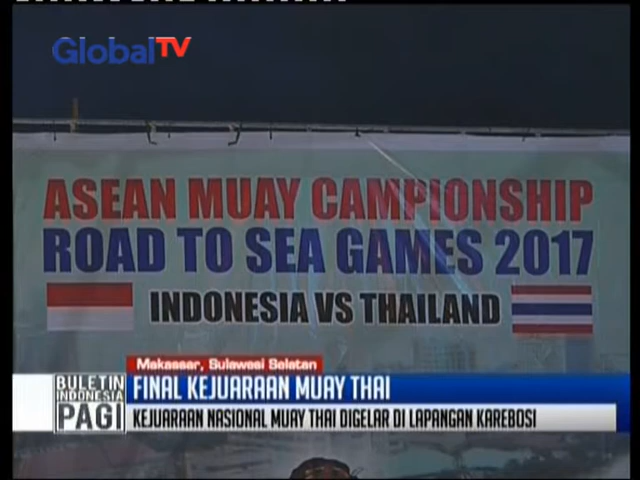 GlobalTV
ASEAN MUAY CAMPIONSHIP
ROAD TO SEA GAMES 2017
INDONESIA VS THAILAND
Makassar, Sulawesi Selatan
BULETIN
INDONESIA
PAGI
FINAL KEJUARAAN MUAY THAI
KEJUARAAN NASIONAL MUAY THAI DIGELAR DI LAPANGAN KAREBOSI